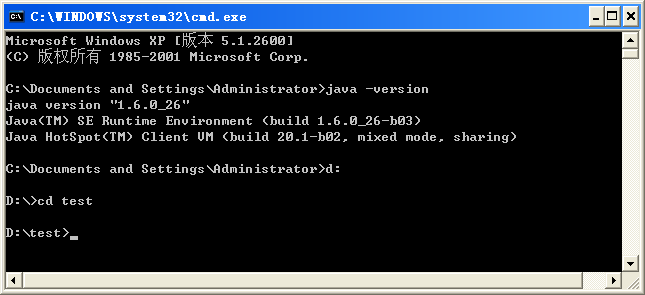 C:\WINDOWS\system32\cmd.exe
Microsoft Windows XP [版本 5.1.2600]
(C) 版权所有 1985-2001 Microsoft Corp.
C:\Documents and Settings\Administrator>java -version
java version "1.6.0_26"
Java(TM) SE Runtime Environment (build 1.6.0_26-b03)
Java HotSpot(TM) Client VM (build 20.1-b02, mixed mode, sharing)
C:\Documents and Settings\Administrator>d:
D:\>cd test
D:\test>